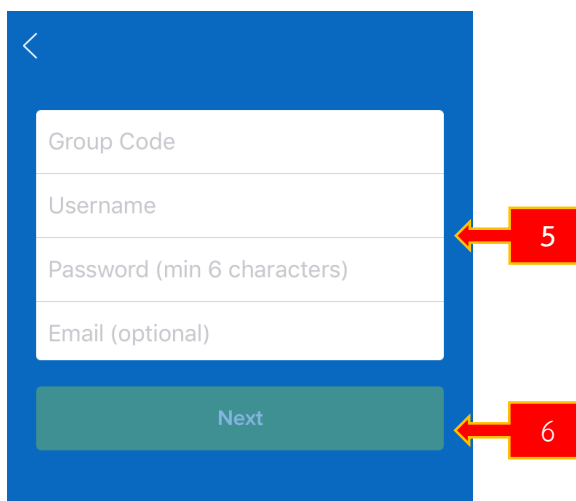 Group Code
Username
5
Password (min 6 characters)
Email (optional)
Next
6